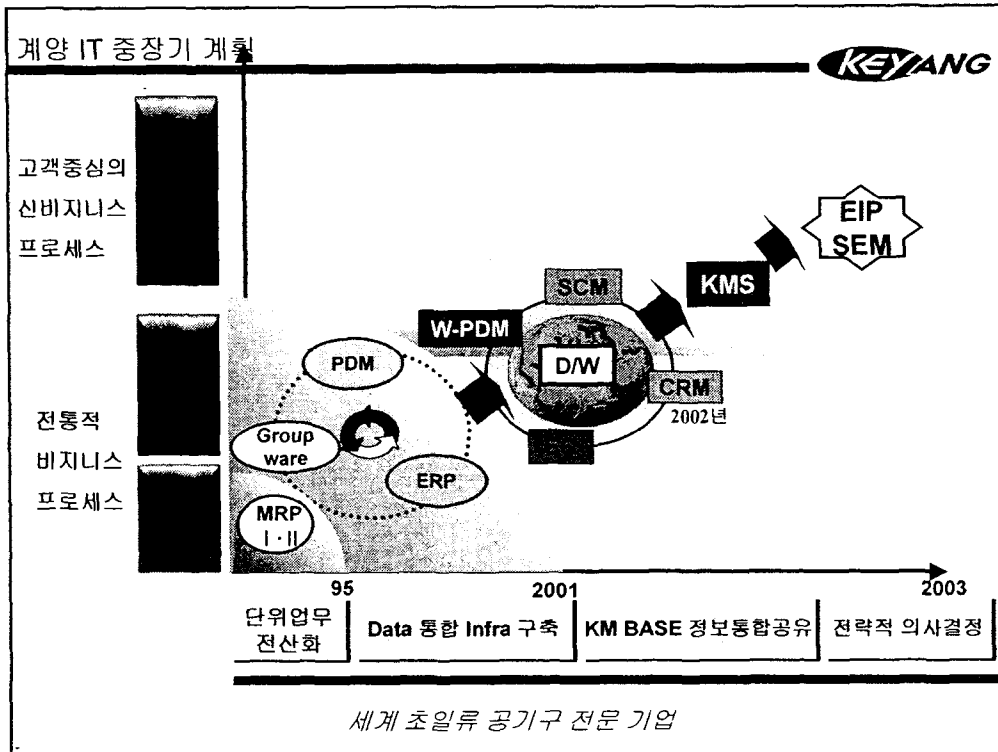 계양 IT 중장기 계획
KEYANG
고객중심의
신비지니스
프로세스
EIP
SEM
KMS
SCM
W-PDM
D/W
CRM
2002년
PDM
Group
ware
ERP
MRP
I · II
전통적
비지니스
프로세스
95
2001
2003
단위업무
전산화
Data 통합 Infra 구축
KM BASE 정보통합공유
전략적 의사결정
세계 초일류 공기구 전문 기업